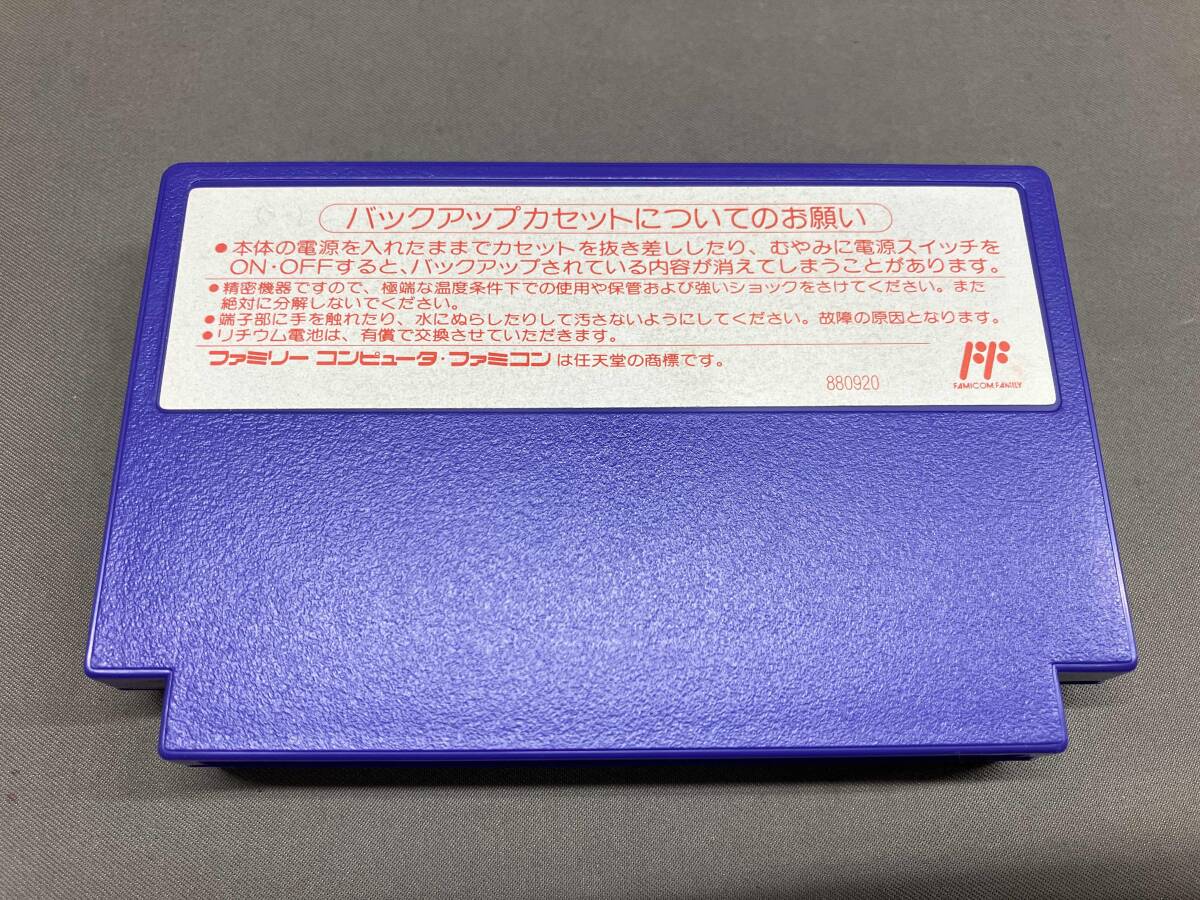 バックアップカセットについてのお願い
●本体の電源を入れたままでカセットを抜き差ししたり、むやみに電源スイッチを
ON・OFFすると、バックアップされている内容が消えてしまうことがあります。
●精密機器ですので、極端な温度条件下での使用や保管および強いショックをさけてください。また
絶対に分解しないでください。
●端子部に手を触れたり、水にぬらしたりして汚さないようにしてください。故障の原因となります。
●リチウム電池は、有償で交換させていただきます。
ファミリー コンピュータ・ファミコン は任天堂の商標です。
880920
FF
FAMICOM FAMILY